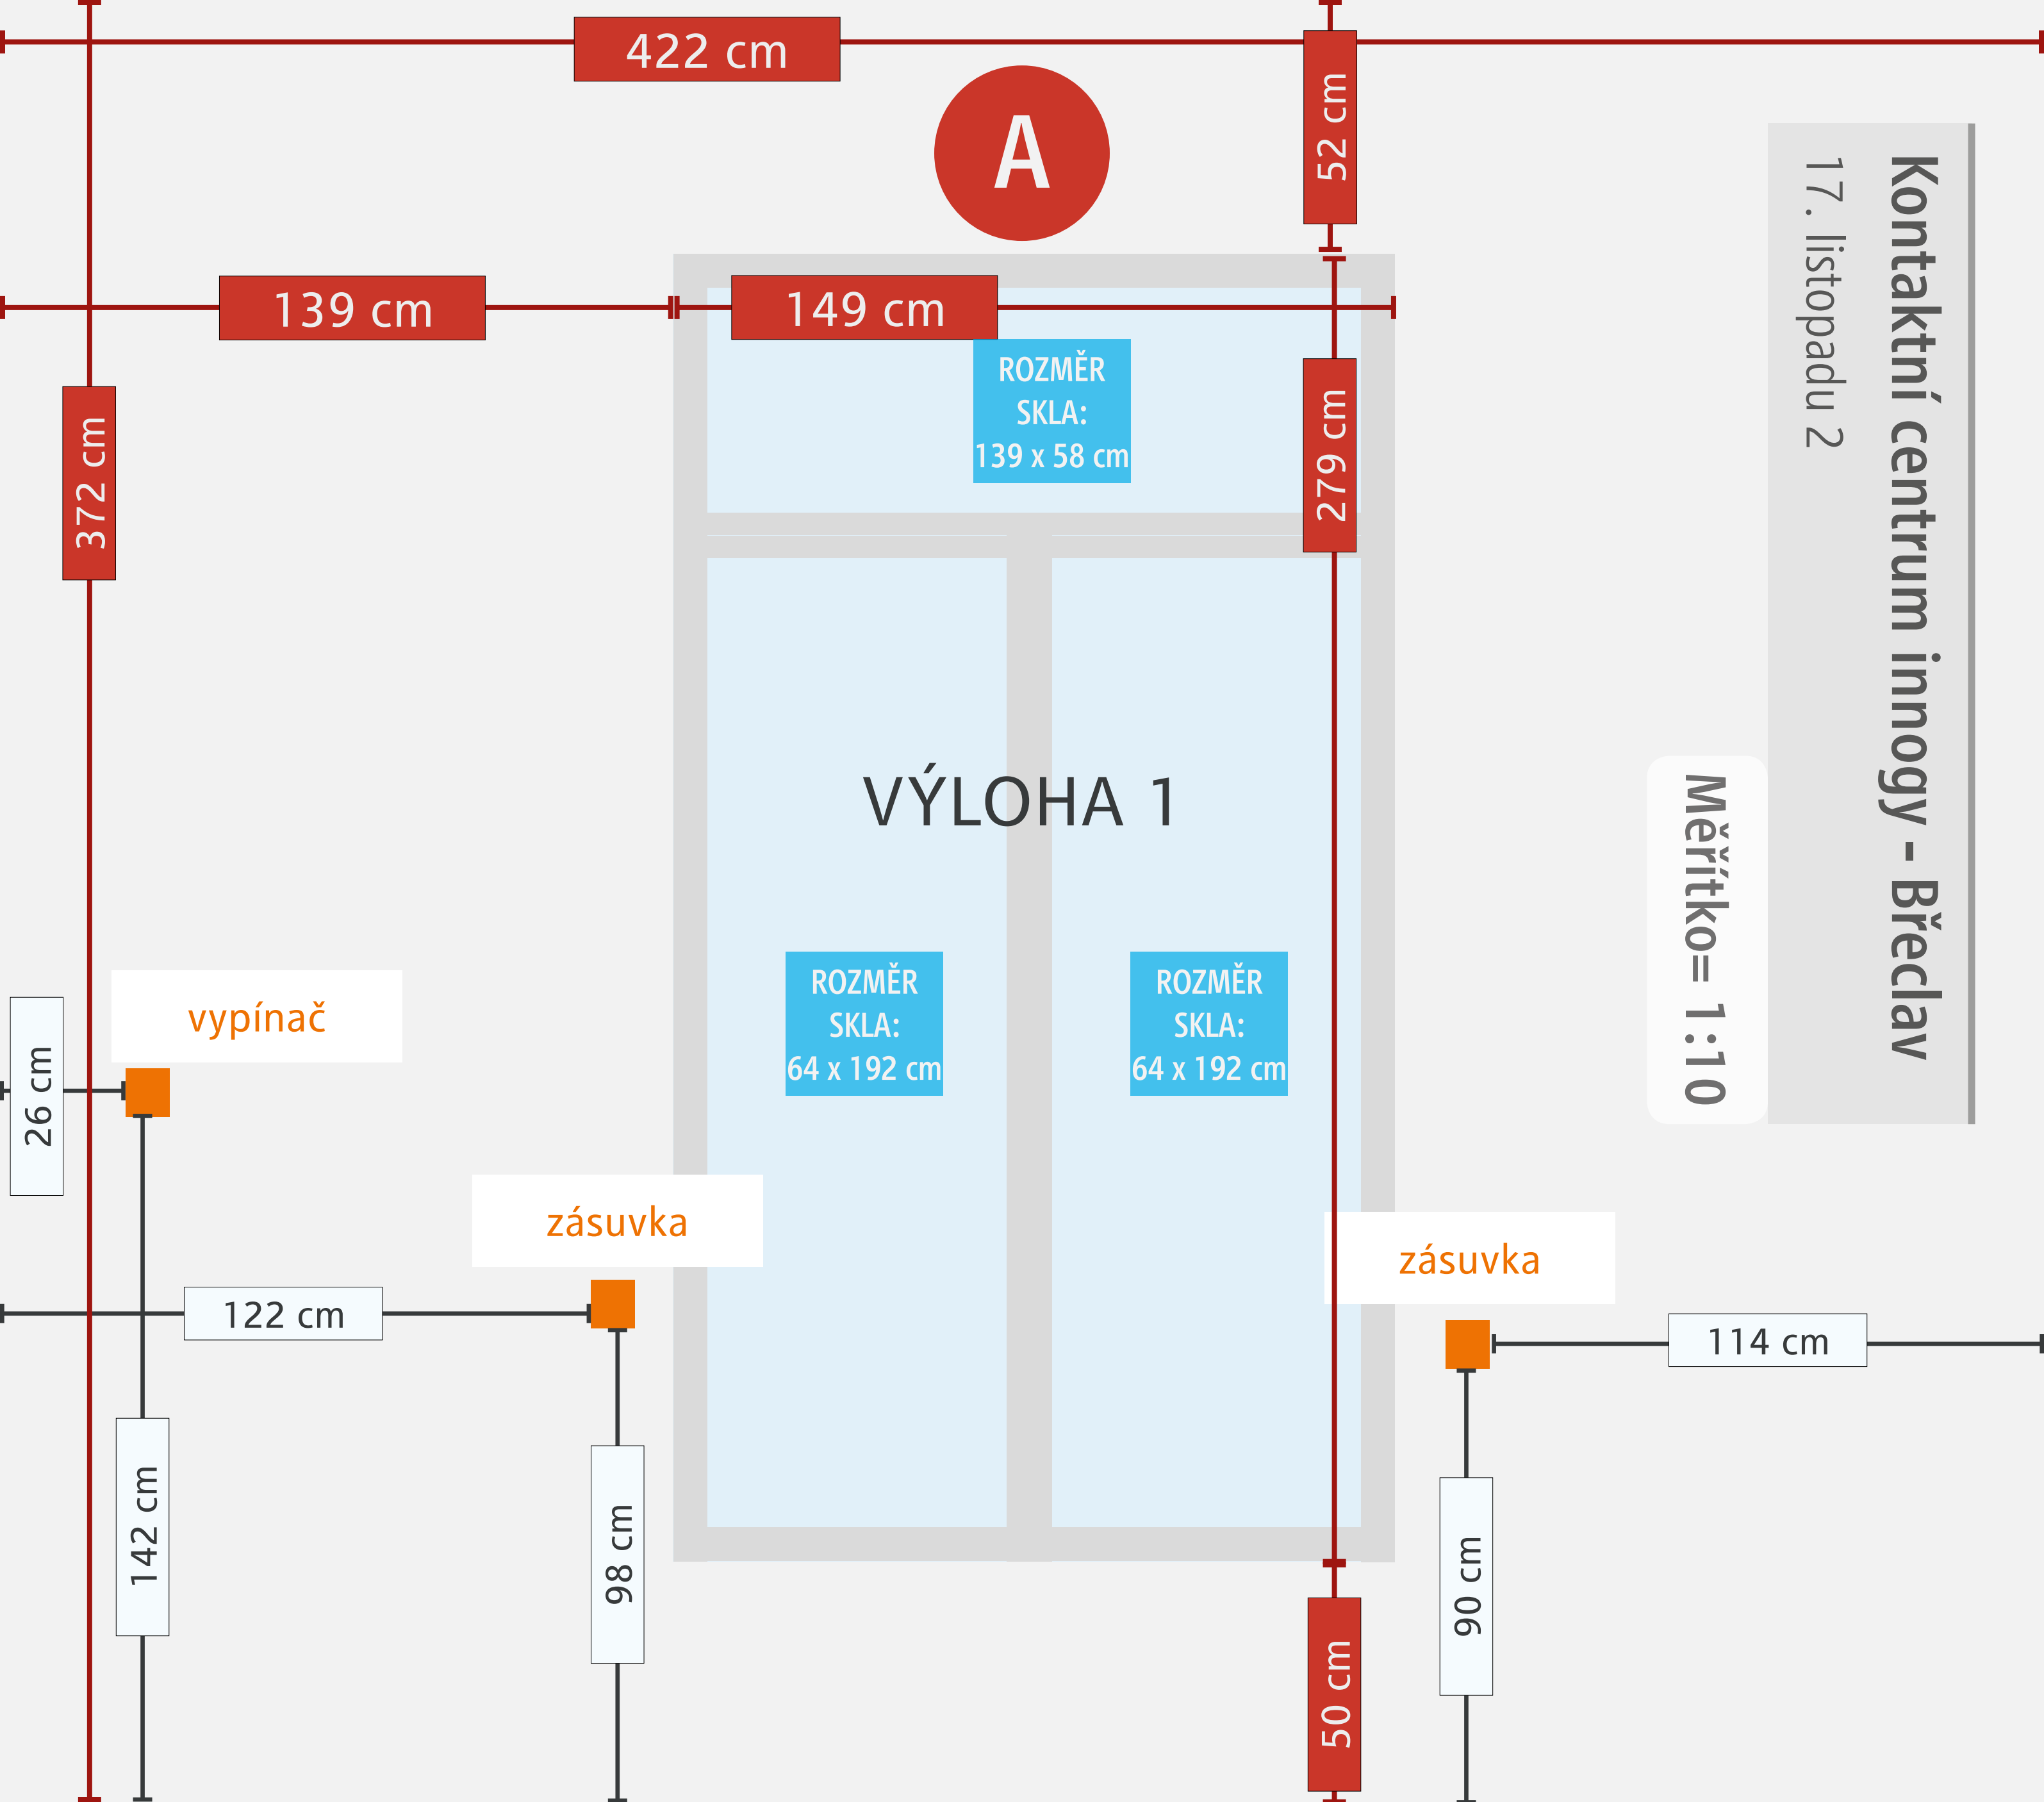 422 cm
52 cm
A
139 cm
149 cm
ROZMĚR
SKLA:
139 x 58 cm
279 cm
372 cm
Kontaktní centrum innogy - Břeclav
17. listopadu 2
Měřítko= 1:10
VÝLOHA 1
ROZMĚR
SKLA:
64 x 192 cm
ROZMĚR
SKLA:
64 x 192 cm
vypínač
26 cm
zásuvka
zásuvka
122 cm
114 cm
142 cm
98 cm
90 cm
50 cm